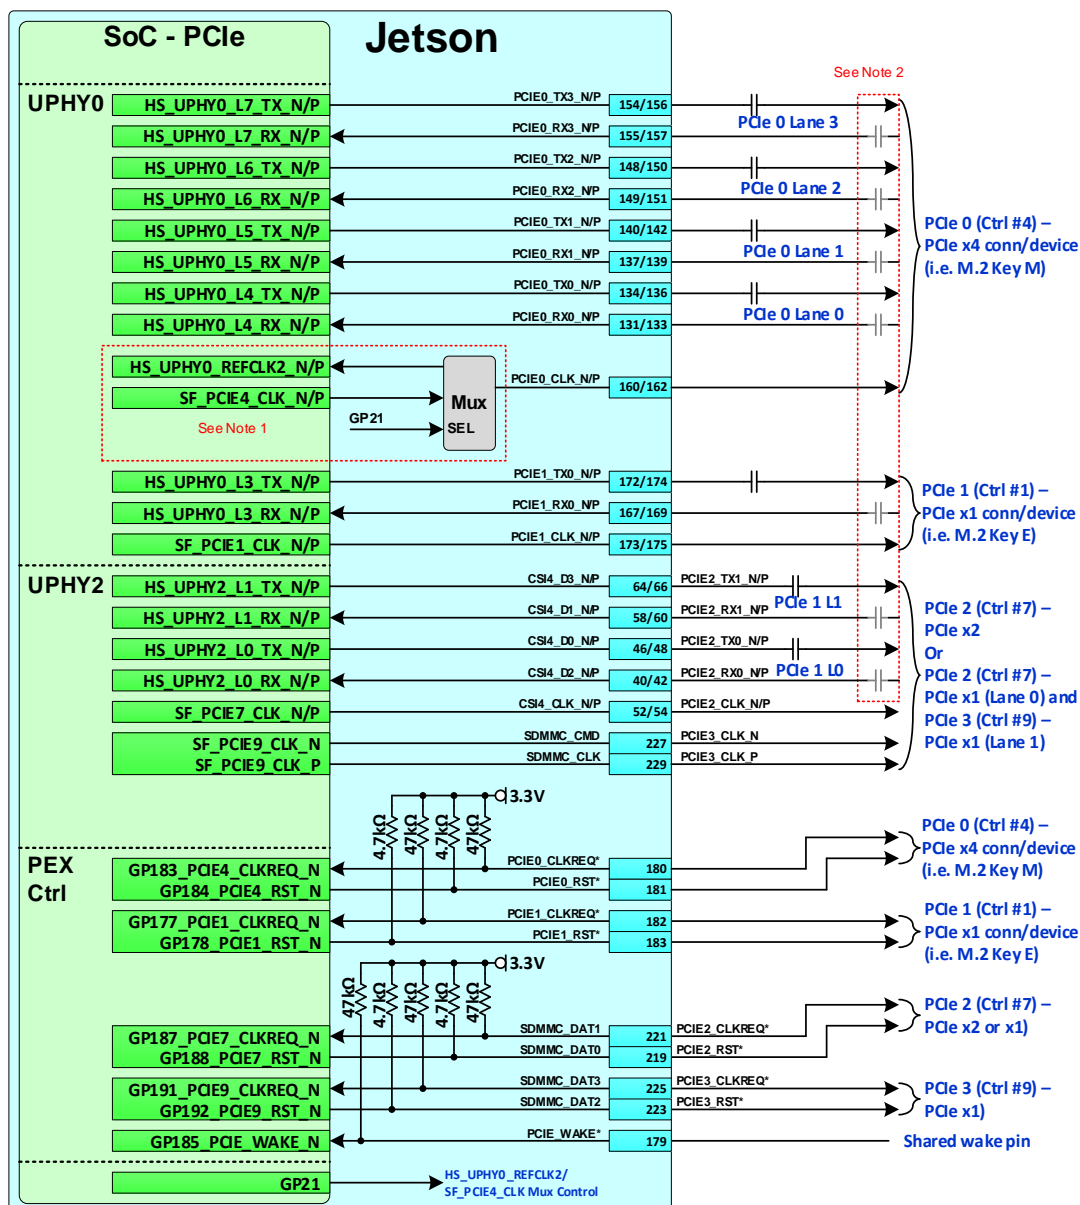 SoC - PCIe
Jetson
See Note 2
UPHY0
HS_UPHY0_L7_TX_N/P
PCIE0_TX3_N/P
154/156
PCIe 0 Lane 3
HS_UPHY0_L7_RX_N/P
PCIE0_RX3_N/P
155/157
HS_UPHY0_L6_TX_N/P
PCIE0_TX2_N/P
148/150
PCIe 0 Lane 2
HS_UPHY0_L6_RX_N/P
PCIE0_RX2_N/P
149/151
HS_UPHY0_L5_TX_N/P
PCIE0_TX1_N/P
140/142
PCIe 0 Lane 1
HS_UPHY0_L5_RX_N/P
PCIE0_RX1_N/P
137/139
HS_UPHY0_L4_TX_N/P
PCIE0_TX0_N/P
134/136
PCIe 0 Lane 0
HS_UPHY0_L4_RX_N/P
PCIE0_RX0_N/P
131/133
PCIe 0 (Ctrl #4) –
PCIe x4 conn/device
(i.e. M.2 Key M)
HS_UPHY0_REFCLK2_N/P
SF_PCIE4_CLK_N/P
See Note 1
GP21
Mux
SEL
PCIE0_CLK_N/P
160/162
HS_UPHY0_L3_TX_N/P
PCIE1_TX0_N/P
172/174
HS_UPHY0_L3_RX_N/P
PCIE1_RX0_N/P
167/169
SF_PCIE1_CLK_N/P
PCIE1_CLK_N/P
173/175
PCIe 1 (Ctrl #1) –
PCIe x1 conn/device
(i.e. M.2 Key E)
UPHY2
HS_UPHY2_L1_TX_N/P
CSI4_D3_N/P
64/66
PCIE2_TX1_N/P
PCIe 1 L1
HS_UPHY2_L1_RX_N/P
CSI4_D1_N/P
58/60
PCIE2_RX1_N/P
HS_UPHY2_L0_TX_N/P
CSI4_D0_N/P
46/48
PCIE2_TX0_N/P
PCIe 1 L0
HS_UPHY2_L0_RX_N/P
CSI4_D2_N/P
40/42
PCIE2_RX0_N/P
SF_PCIE7_CLK_N/P
CSI4_CLK_N/P
52/54
PCIE2_CLK_N/P
SF_PCIE9_CLK_N
SDMMC_CMD
227
PCIE3_CLK_N
SF_PCIE9_CLK_P
SDMMC_CLK
229
PCIE3_CLK_P
PCIe 2 (Ctrl #7) –
PCIe x2
Or
PCIe 2 (Ctrl #7) –
PCIe x1 (Lane 0) and
PCIe 3 (Ctrl #9) –
PCIe x1 (Lane 1)
3.3V
4.7kΩ
47kΩ
4.7kΩ
47kΩ
PEX
Ctrl
GP183_PCIE4_CLKREQ_N
PCIE0_CLKREQ*
180
GP184_PCIE4_RST_N
PCIE0_RST*
181
PCIe 0 (Ctrl #4) –
PCIe x4 conn/device
(i.e. M.2 Key M)
GP177_PCIE1_CLKREQ_N
PCIE1_CLKREQ*
182
GP178_PCIE1_RST_N
PCIE1_RST*
183
PCIe 1 (Ctrl #1) –
PCIe x1 conn/device
(i.e. M.2 Key E)
3.3V
47kΩ
4.7kΩ
47kΩ
4.7kΩ
47kΩ
GP187_PCIE7_CLKREQ_N
SDMMC_DAT1
221
PCIE2_CLKREQ*
GP188_PCIE7_RST_N
SDMMC_DAT0
219
PCIE2_RST*
PCIe 2 (Ctrl #7) –
PCIe x2 or x1)
GP191_PCIE9_CLKREQ_N
SDMMC_DAT3
225
PCIE3_CLKREQ*
GP192_PCIE9_RST_N
SDMMC_DAT2
223
PCIE3_RST*
PCIe 3 (Ctrl #9) –
PCIe x1)
GP185_PCIE_WAKE_N
PCIE_WAKE*
179
Shared wake pin
GP21
HS_UPHY0_REFCLK2/
SF_PCIE4_CLK Mux Control